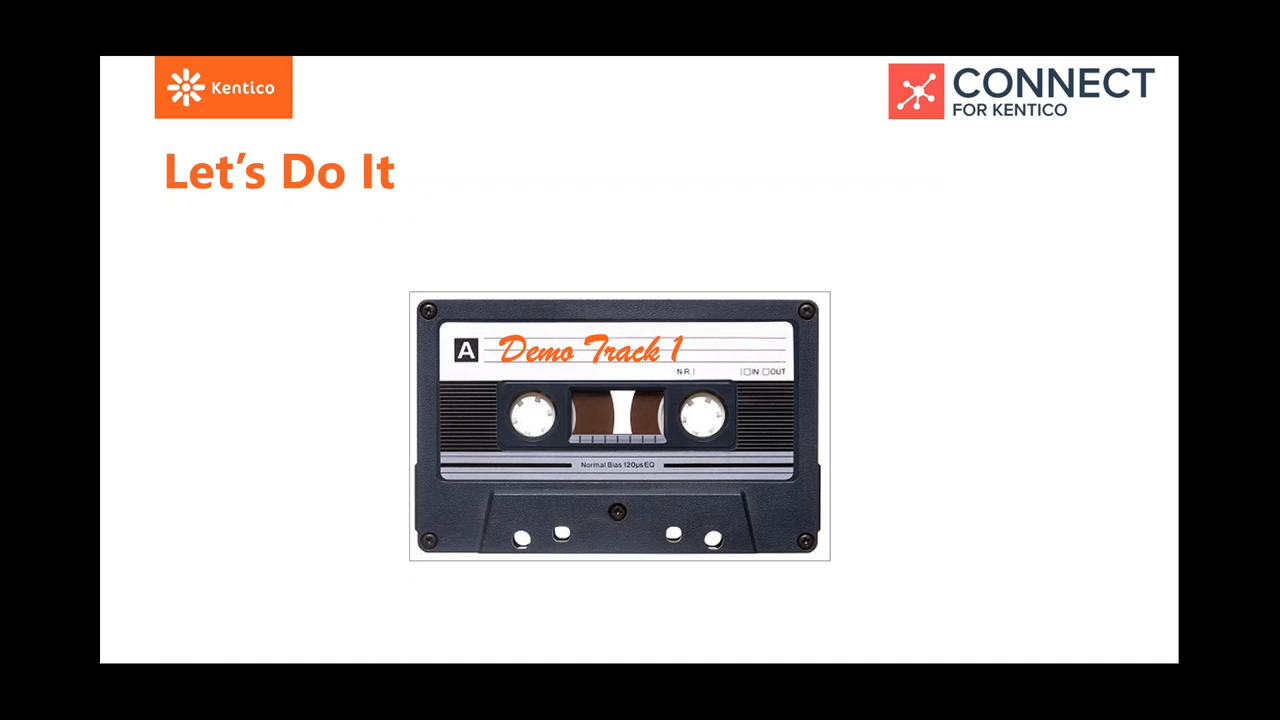 Kentico
CONNECT
FOR KENTICO
Let's Do It
A
Demo Track 1
N.R
IN OUT
Normal Bias 120µs EQ